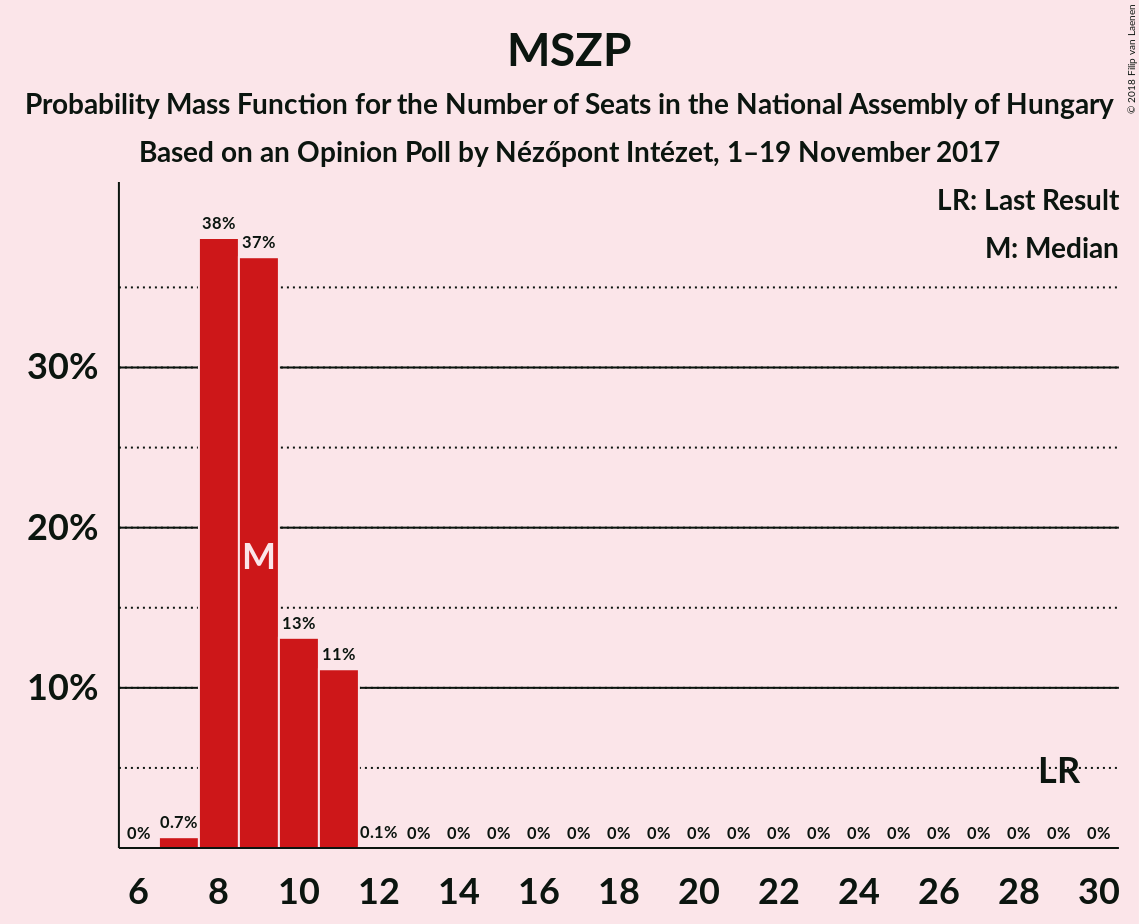 MSZP
Probability Mass Function for the Number of Seats in the National Assembly of Hungary
Based on an Opinion Poll by Nézőpont Intézet, 1–19 November 2017
© 2018 Filip van Laenen
LR: Last Result
M: Median
38%
37%
30%
20%
M
13%
11%
10%
LR
0% 0.7% 0.1% 0% 0% 0% 0% 0% 0% 0% 0% 0% 0% 0% 0% 0% 0% 0% 0% 0% 0%
6 8 10 12 14 16 18 20 22 24 26 28 30